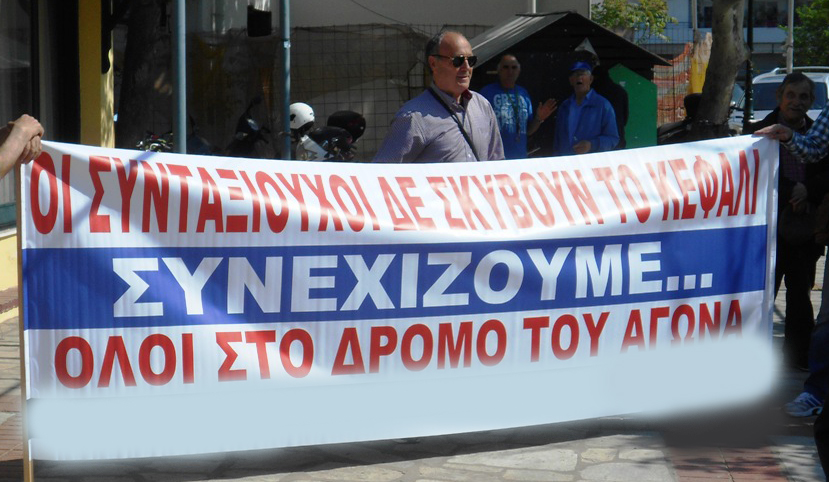 ΟΙ ΣΥΝΤΑΞΙΟΥΧΟΙ ΔΕ ΣΚΥΒΟΥΝ ΤΟ ΚΕΦΑΛΙ
ΣΥΝΕΧΙΖΟΥΜΕ...
ΟΛΟΙ ΣΤΟ ΔΡΟΜΟ ΤΟΥ ΑΓΩΝΑ